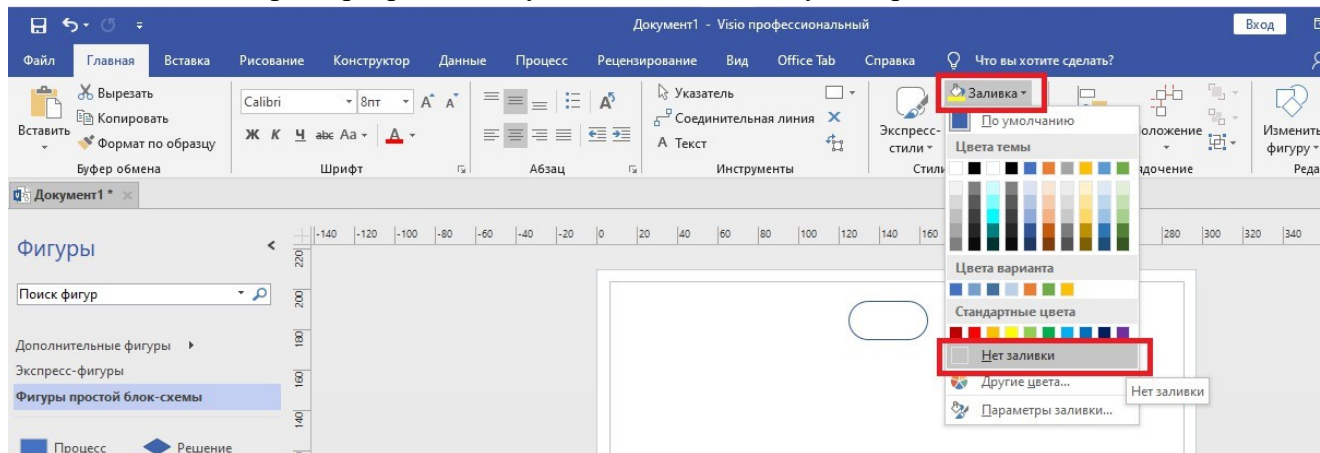 Документ1 - Visio профессиональный
Вход
Файл Главная Вставка Рисование Конструктор Данные Процесс Рецензирование Вид Office Tab Справка Что вы хотите сделать?
Вставить
Вырезать
Копировать
Формат по образцу
Буфер обмена
Calibri 8пт
Ж К Ч abc Aa A
Шрифт
Абзац
Указатель
Соединительная линия
А Текст
Инструменты
Экспресс-
стили
Заливка
По умолчанию
Цвета темы
Цвета варианта
Стандартные цвета
Нет заливки
Другие цвета...
Параметры заливки...
Нет заливки
Изменить
фигуру
Документ1 *
Фигуры
Поиск фигур
Дополнительные фигуры
Экспресс-фигуры
Фигуры простой блок-схемы
Процесс Решение
-140 -120 -100 -80 -60 -40 -20 0 20 40 60 80 100 120 140 160 280 300 320 340
220
200
180
160
140